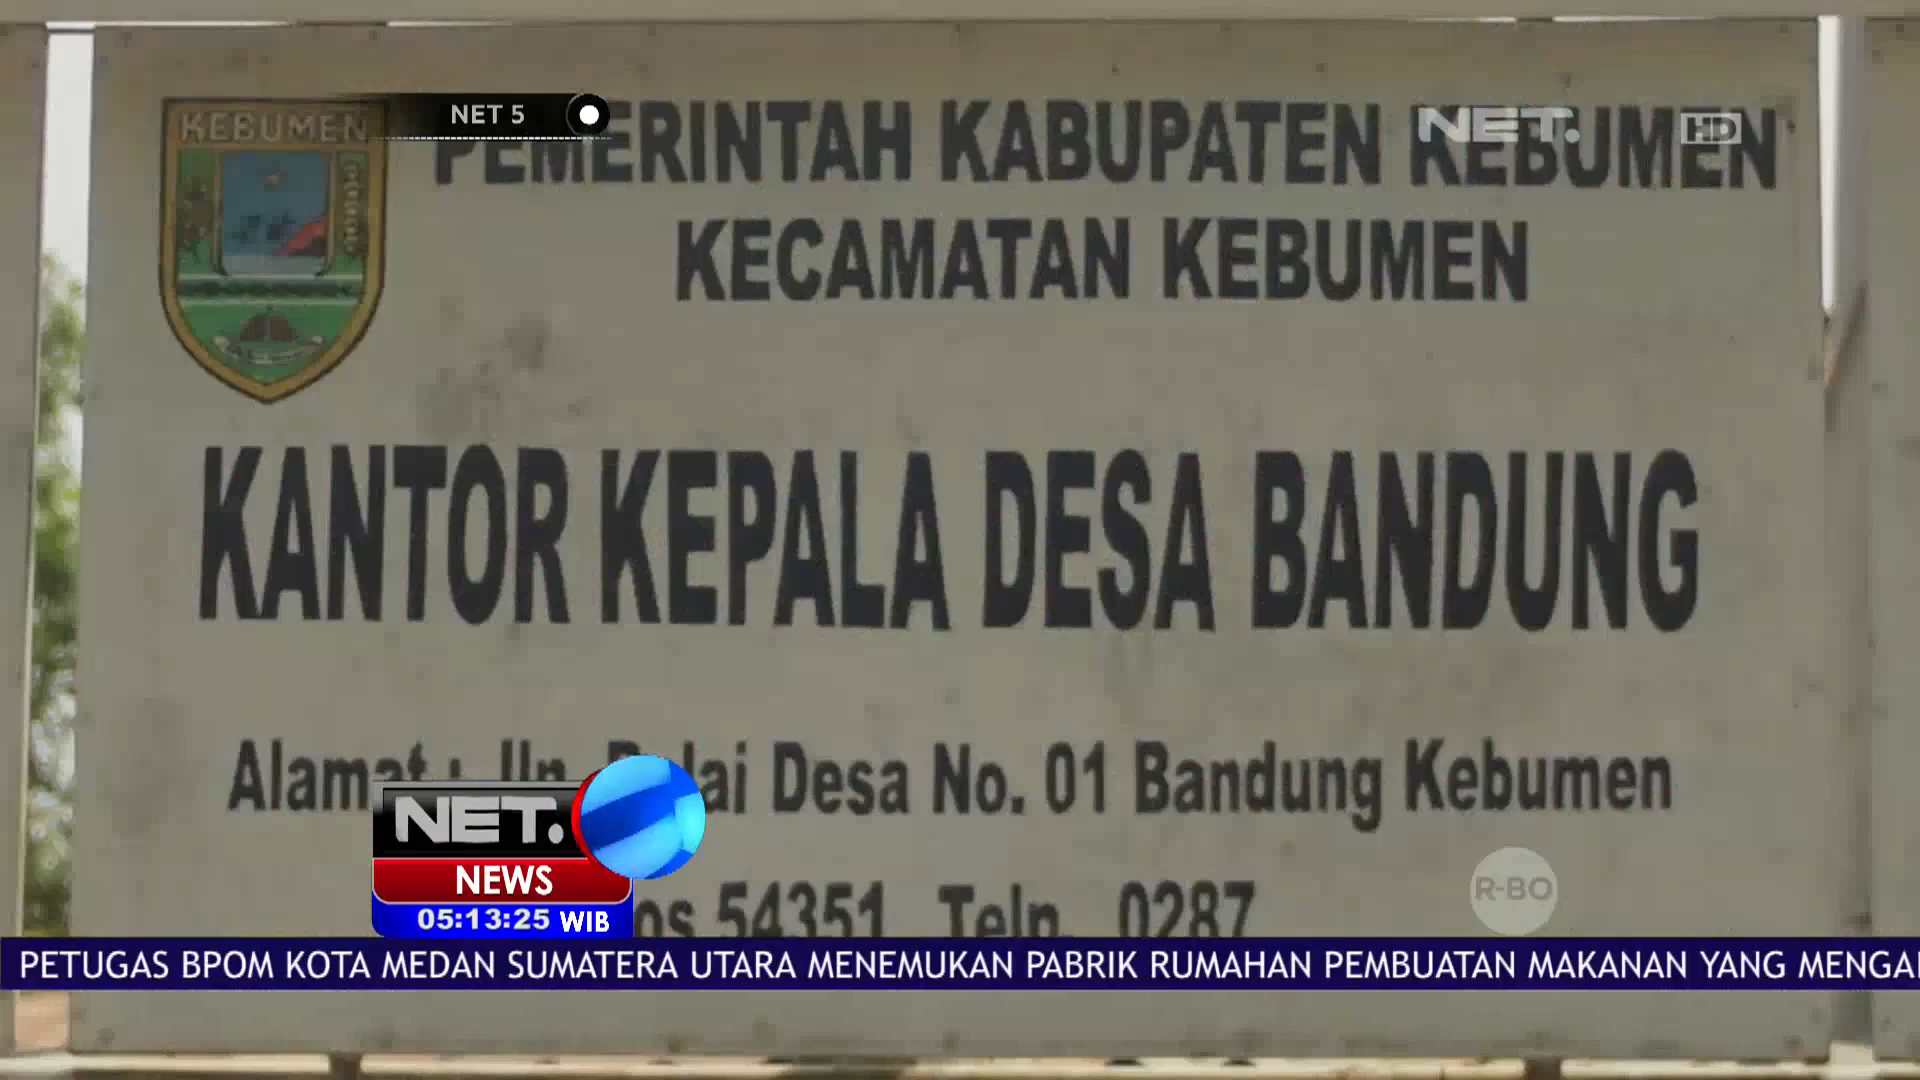 NET 5
NET. HD
KEBUMEN
PEMERINTAH KABUPATEN KEBUMEN
KECAMATAN KEBUMEN
KANTOR KEPALA DESA BANDUNG
Alamat : Jln. Balai Desa No. 01 Bandung Kebumen
54351 Telp. 0287
R-BO
NET.
NEWS
05:13:25 WIB
PETUGAS BPOM KOTA MEDAN SUMATERA UTARA MENEMUKAN PABRIK RUMAHAN PEMBUATAN MAKANAN YANG